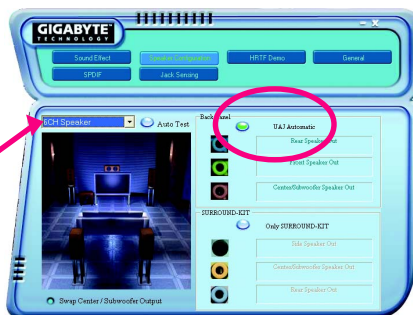 GIGABYTE™
TECHNOLOGY
Sound Effect
Speaker Configuration
HRTF Demo
General
SPDIF
Jack Sensing
6CH Speaker
Auto Test
Back Panel
UAJ Automatic
Rear Speaker Out
Front Speaker Out
Center/Subwoofer Speaker Out
SURROUND-KIT
Only SURROUND-KIT
Side Speaker Out
Center/Subwoofer Speaker Out
Rear Speaker Out
Swap Center / Subwoofer Output